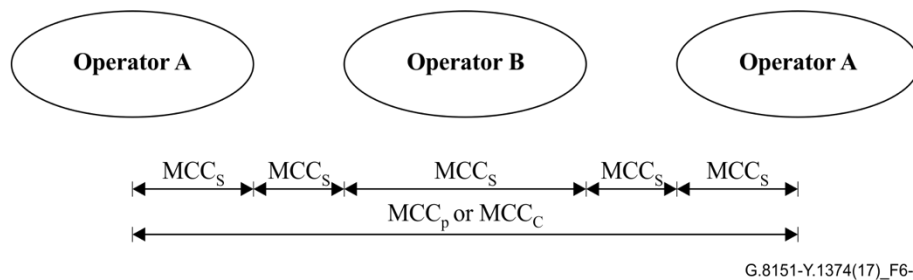 Operator A Operator B Operator A
MCCS MCCS MCCS MCCS MCCS
MCCp or MCCC
G.8151-Y.1374(17)_F6-